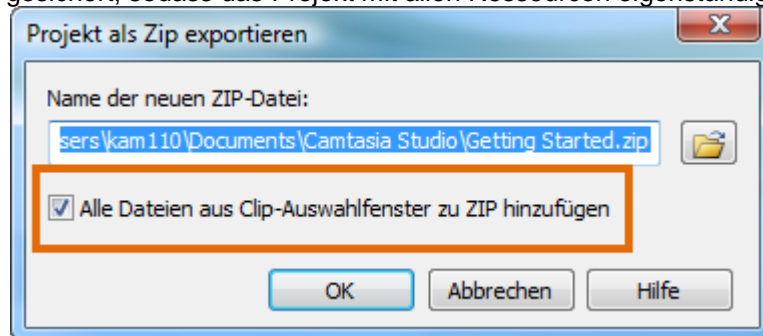 Projekt als Zip exportieren
Name der neuen ZIP-Datei:
sers\kam110\Documents\Camtasia Studio\Getting Started.zip
Alle Dateien aus Clip-Auswahlfenster zu ZIP hinzufügen
OK Abbrechen Hilfe